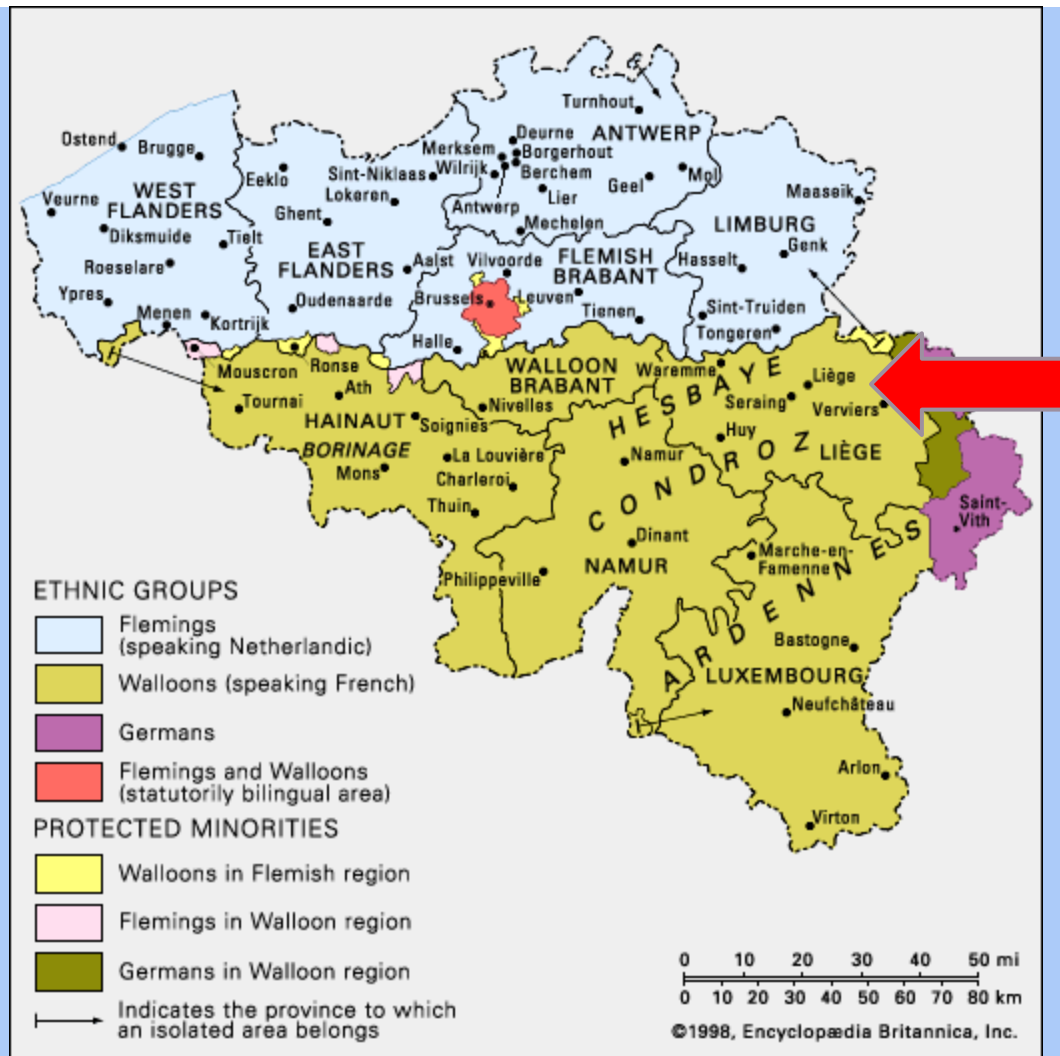 Turnhout
Ostend
Brugge
Deurne
ANTWERP
Merksem
Borgerhout
Wilrijk
Berchem
Eeklo
Sint-Niklaas
Lokeren
Geel
Mol
Maaseik
Veurne
WEST
FLANDERS
Lier
Antwerp
Ghent
Mechelen
LIMBURG
Diksmuide
Tielt
EAST
FLANDERS
Genk
Hasselt
Roeselare
Aalst
Vilvoorde
FLEMISH
BRABANT
Ypres
Oudenaarde
Brussels
Leuven
Tienen
Sint-Truiden
Menen
Kortrijk
Halle
Tongeren
Mouscron
Ronse
WALLOON
BRABANT
Waremme
HESBAYE
Liège
Ath
Tournai
Nivelles
Seraing
Verviers
HAINAUT
Soignies
Huy
LIÈGE
BORINAGE
La Louvière
Namur
CONDROZ
Mons
Charleroi
Thuin
Saint-
Vith
Dinant
NAMUR
Marche-en-
Famenne
ARDENNES
Philippeville
Bastogne
LUXEMBOURG
Neufchâteau
Arlon
Virton
ETHNIC GROUPS
Flemings
(speaking Netherlandic)
Walloons (speaking French)
Germans
Flemings and Walloons
(statutorily bilingual area)
PROTECTED MINORITIES
Walloons in Flemish region
Flemings in Walloon region
Germans in Walloon region
Indicates the province to which
an isolated area belongs
0 10 20 30 40 50 mi
0 10 20 30 40 50 60 70 80 km
©1998, Encyclopædia Britannica, Inc.